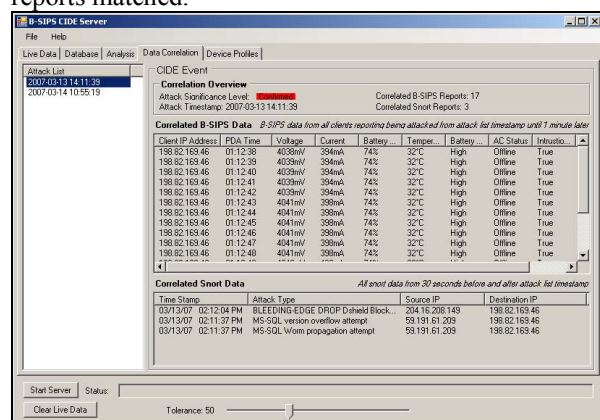 reports matched.
B-SIPS CIDE Server
File Help
Live Data Database Analysis Data Correlation Device Profiles
Attack List
2007-03-13 14:11:39
2007-03-14 10:55:19
CIDE Event
Correlation Overview
Attack Significance Level: Confirmed
Correlated B-SIPS Reports: 17
Attack Timestamp: 2007-03-13 14:11:39
Correlated Snort Reports: 3
Correlated B-SIPS Data B-SIPS data from all clients reporting being attacked from attack list timestamp until 1 minute later
Client IP Address PDA Time Voltage Current Battery ... Temper... Battery ... AC Status Intrustio...
198.82.169.46 01:12:38 4038mV 394mA 74% 32°C High Offline True
198.82.169.46 01:12:39 4039mV 394mA 74% 32°C High Offline True
198.82.169.46 01:12:40 4039mV 394mA 74% 32°C High Offline True
198.82.169.46 01:12:41 4039mV 394mA 74% 32°C High Offline True
198.82.169.46 01:12:42 4039mV 394mA 74% 32°C High Offline True
198.82.169.46 01:12:43 4041mV 398mA 74% 32°C High Offline True
198.82.169.46 01:12:44 4041mV 398mA 74% 32°C High Offline True
198.82.169.46 01:12:45 4041mV 398mA 74% 32°C High Offline True
198.82.169.46 01:12:46 4041mV 398mA 74% 32°C High Offline True
198.82.169.46 01:12:47 4041mV 398mA 74% 32°C High Offline True
198.82.169.46 01:12:48 4041mV 398mA 74% 32°C High Offline True
Correlated Snort Data All snort data from 30 seconds before and after attack list timestamp
Time Stamp Attack Type Source IP Destination IP
03/13/07 02:12:04 PM BLEEDING-EDGE DROP Dshield Block... 204.16.208.149 198.82.169.46
03/13/07 02:11:37 PM MS-SQL version overflow attempt 59.191.61.209 198.82.169.46
03/13/07 02:11:37 PM MS-SQL Worm propagation attempt 59.191.61.209 198.82.169.46
Start Server Status:
Clear Live Data Tolerance: 50